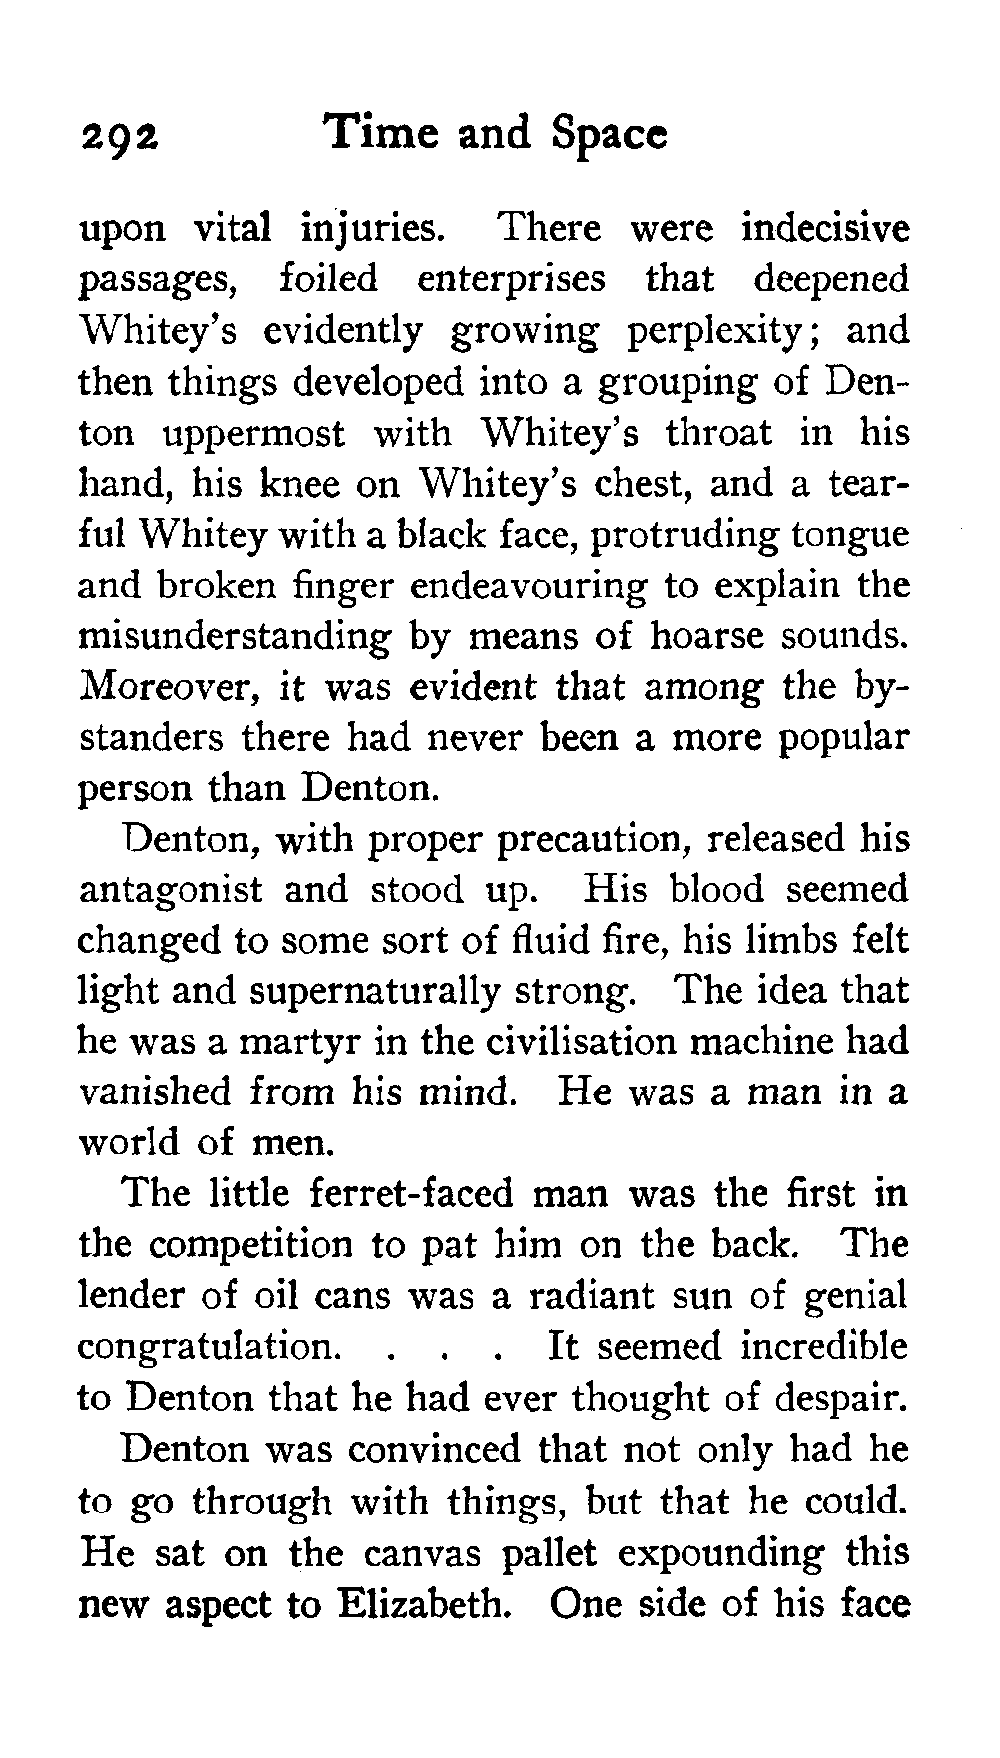 292 Time and Space
upon vital injuries. There were indecisive
passages, foiled enterprises that deepened
Whitey's evidently growing perplexity; and
then things developed into a grouping of Den-
ton uppermost with Whitey's throat in his
hand, his knee on Whitey's chest, and a tear-
ful Whitey with a black face, protruding tongue
and broken finger endeavouring to explain the
misunderstanding by means of hoarse sounds.
Moreover, it was evident that among the by-
standers there had never been a more popular
person than Denton.
Denton, with proper precaution, released his
antagonist and stood up. His blood seemed
changed to some sort of fluid fire, his limbs felt
light and supernaturally strong. The idea that
he was a martyr in the civilisation machine had
vanished from his mind. He was a man in a
world of men.
The little ferret-faced man was the first in
the competition to pat him on the back. The
lender of oil cans was a radiant sun of genial
congratulation. . . . It seemed incredible
to Denton that he had ever thought of despair.
Denton was convinced that not only had he
to go through with things, but that he could.
He sat on the canvas pallet expounding this
new aspect to Elizabeth. One side of his face